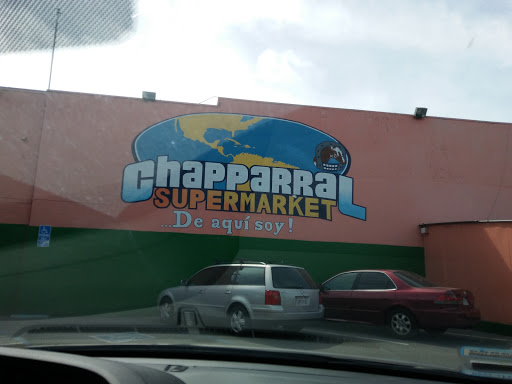 Chapparral
SUPERMARKET
...De aquí soy!